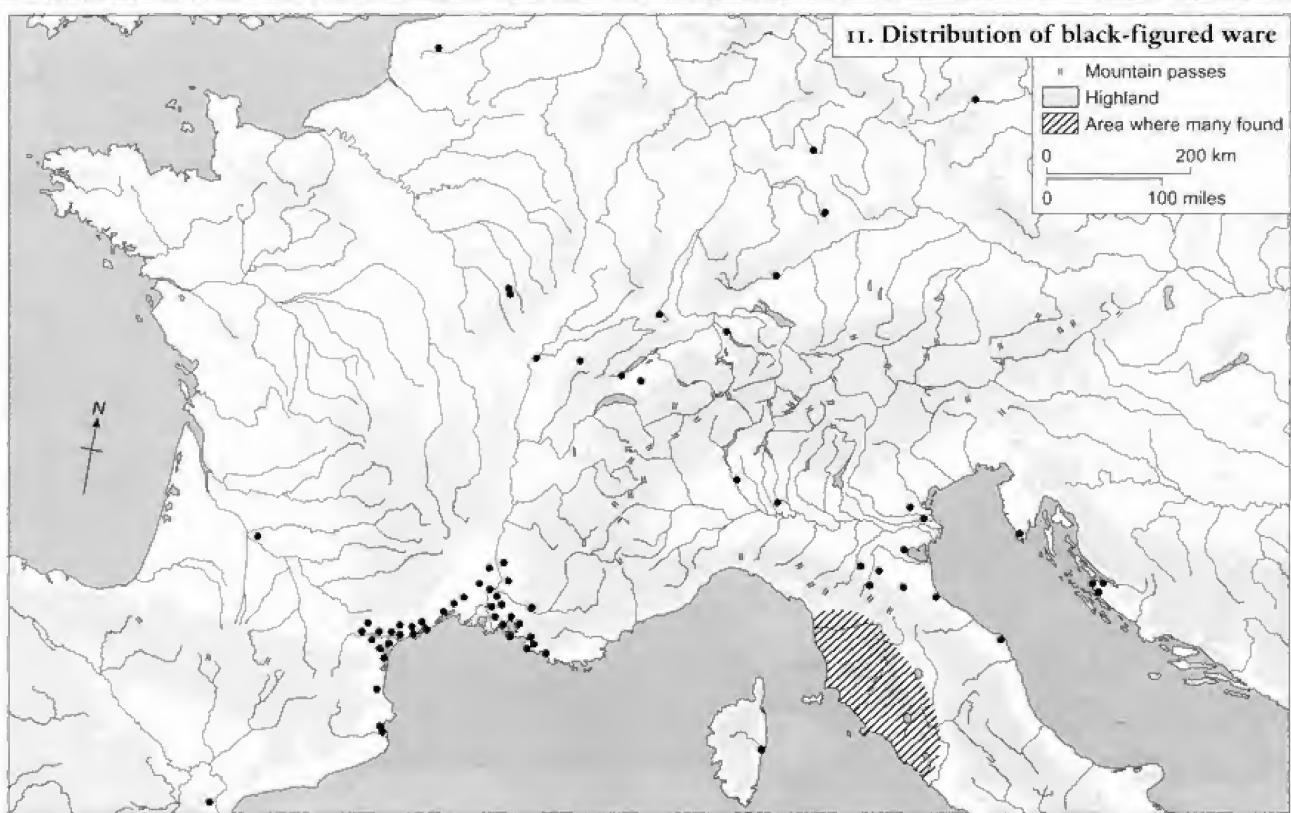 11. Distribution of black-figured ware
Mountain passes
Highland
Area where many found
0 200 km
0 100 miles
N